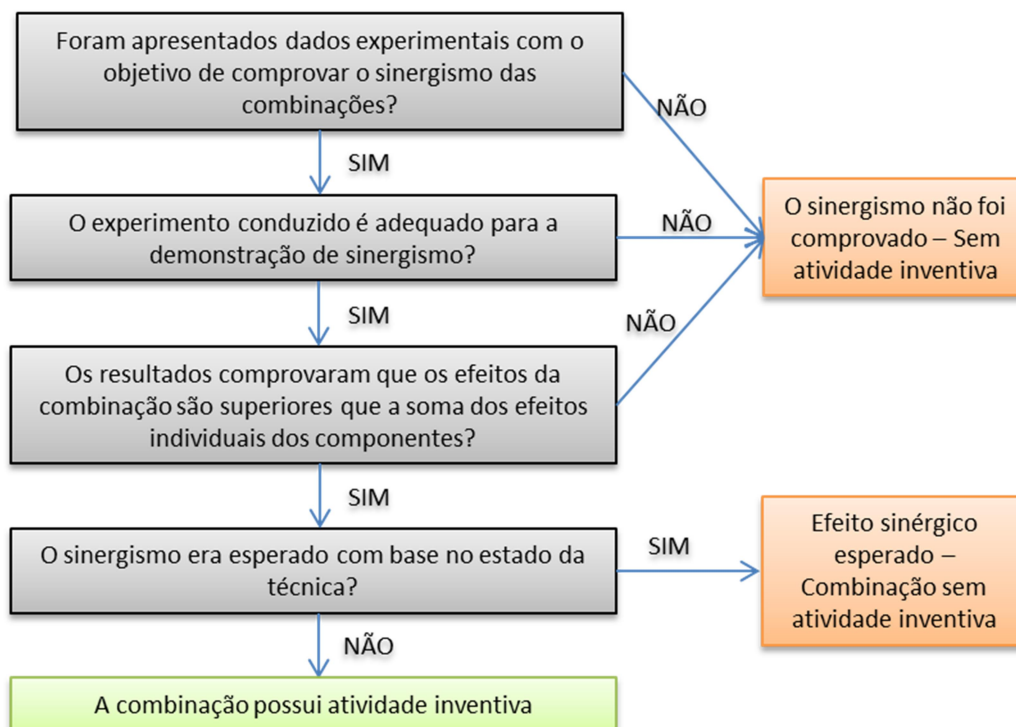 Foram apresentados dados experimentais com o
objetivo de comprovar o sinergismo das
combinações?
NÃO
SIM
O experimento conduzido é adequado para a
demonstração de sinergismo?
NÃO
O sinergismo não foi
comprovado – Sem
atividade inventiva
SIM
NÃO
Os resultados comprovaram que os efeitos da
combinação são superiores que a soma dos efeitos
individuais dos componentes?
SIM
O sinergismo era esperado com base no estado da
técnica?
SIM
Efeito sinérgico
esperado –
Combinação sem
atividade inventiva
NÃO
A combinação possui atividade inventiva